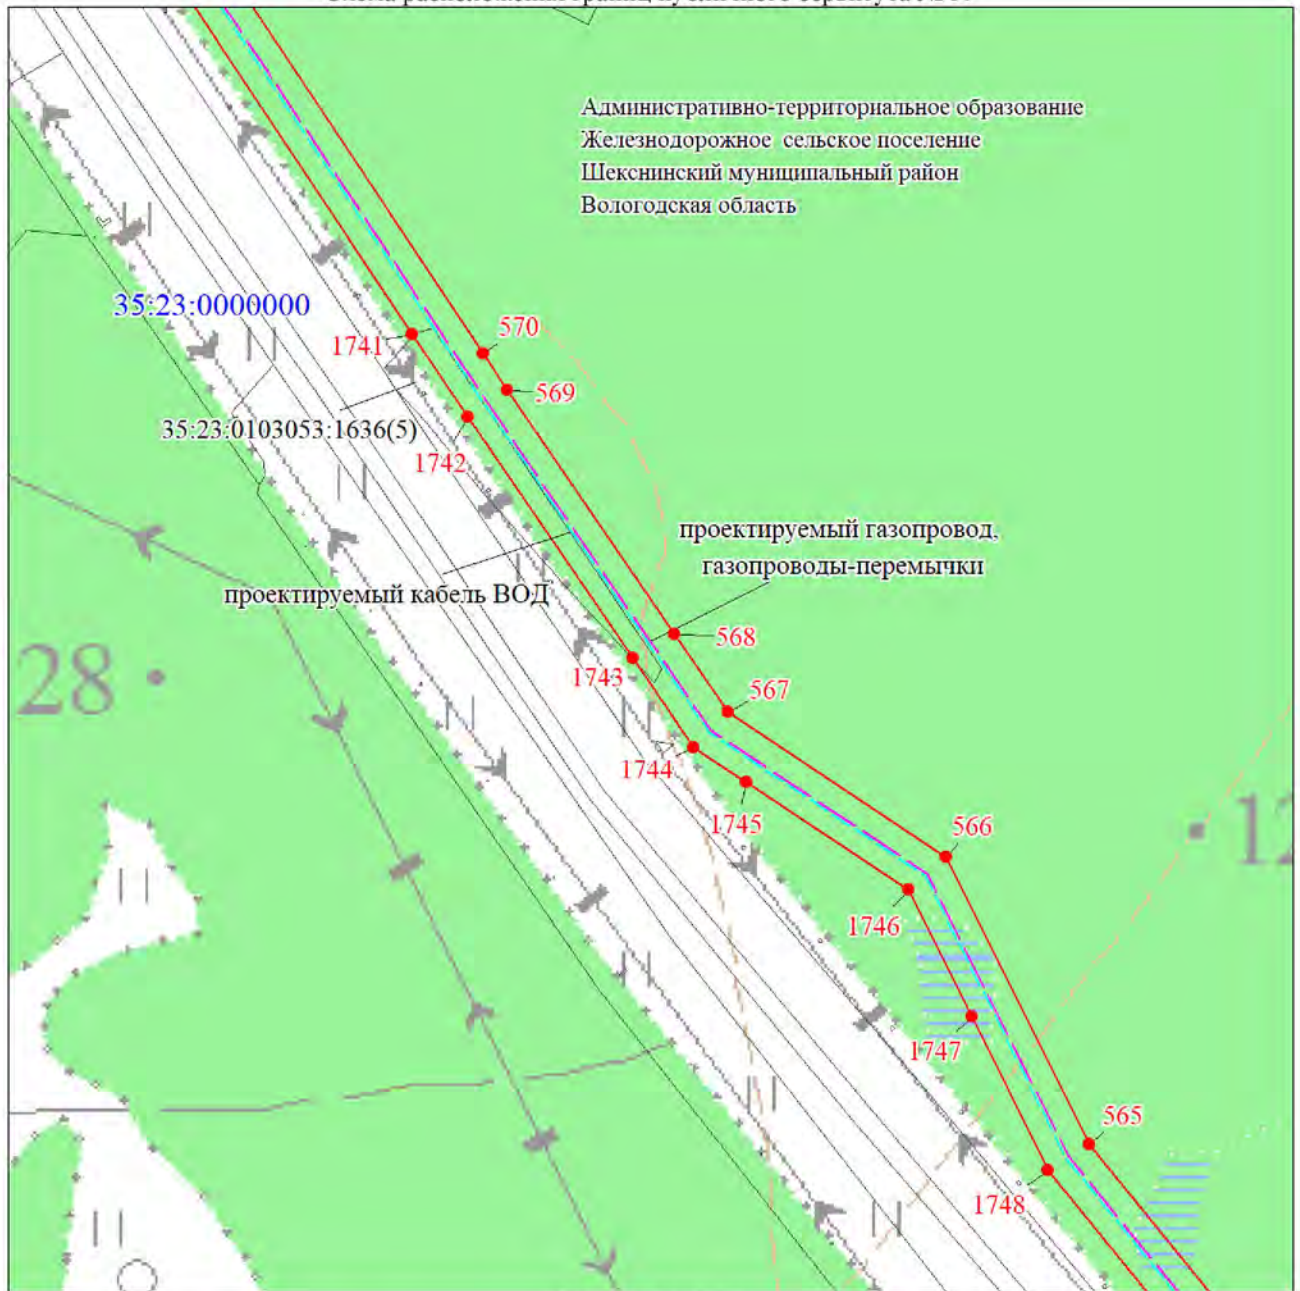 Административно-территориальное образование
Железнодорожное сельское поселение
Шекснинский муниципальный район
Вологодская область
35:23:0000000
570
1741
569
35:23:0103053:1636(5)
1742
проектируемый газопровод,
газопроводы-перемычки
проектируемый кабель ВОД
568
28
1743
567
1744
1745
566
12
1746
1747
565
1748